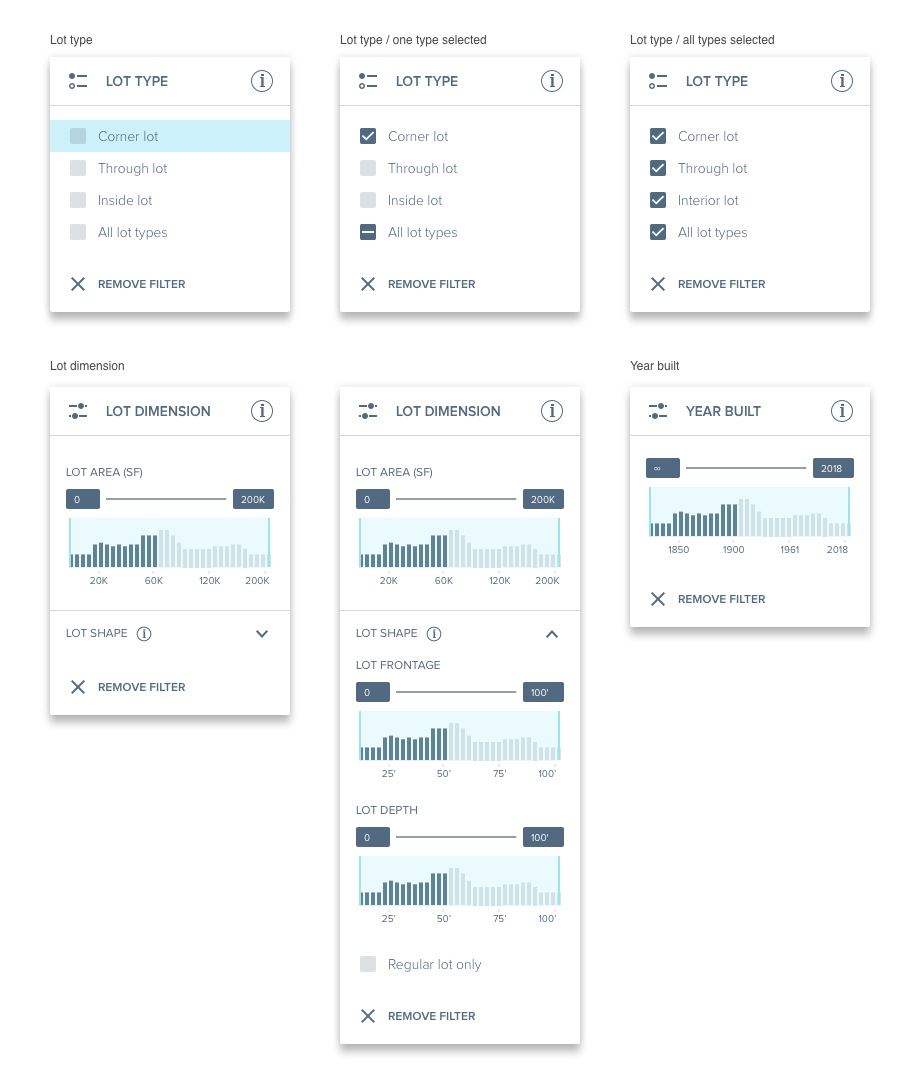 Lot type
LOT TYPE
Corner lot
Through lot
Inside lot
All lot types
REMOVE FILTER
Lot type / one type selected
LOT TYPE
Corner lot
Through lot
Inside lot
All lot types
REMOVE FILTER
Lot type / all types selected
LOT TYPE
Corner lot
Through lot
Interior lot
All lot types
REMOVE FILTER
Lot dimension
LOT DIMENSION
LOT AREA (SF)
0 200K
20K 60K 120K 200K
LOT SHAPE
REMOVE FILTER
LOT DIMENSION
LOT AREA (SF)
0 200K
20K 60K 120K 200K
LOT SHAPE
LOT FRONTAGE
0 100'
25' 50' 75' 100'
LOT DEPTH
0 100'
25' 50' 75' 100'
Regular lot only
REMOVE FILTER
Year built
YEAR BUILT
∞ 2018
1850 1900 1961 2018
REMOVE FILTER